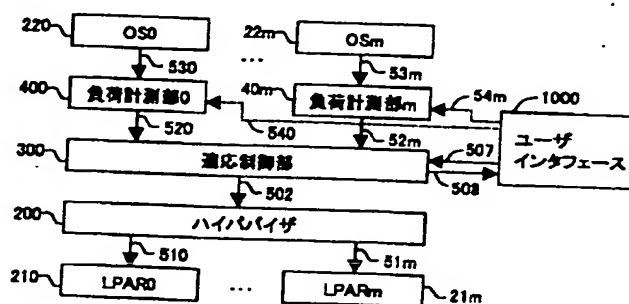 220
OS0
22m
OSm
530
...
53m
54m
1000
400
負荷計測部0
40m
負荷計測部m
520
540
52m
ユーザ
インタフェース
300
適応制御部
507
508
502
200
ハイパバイザ
510
51m
210
LPAR0
...
LPARm
21m